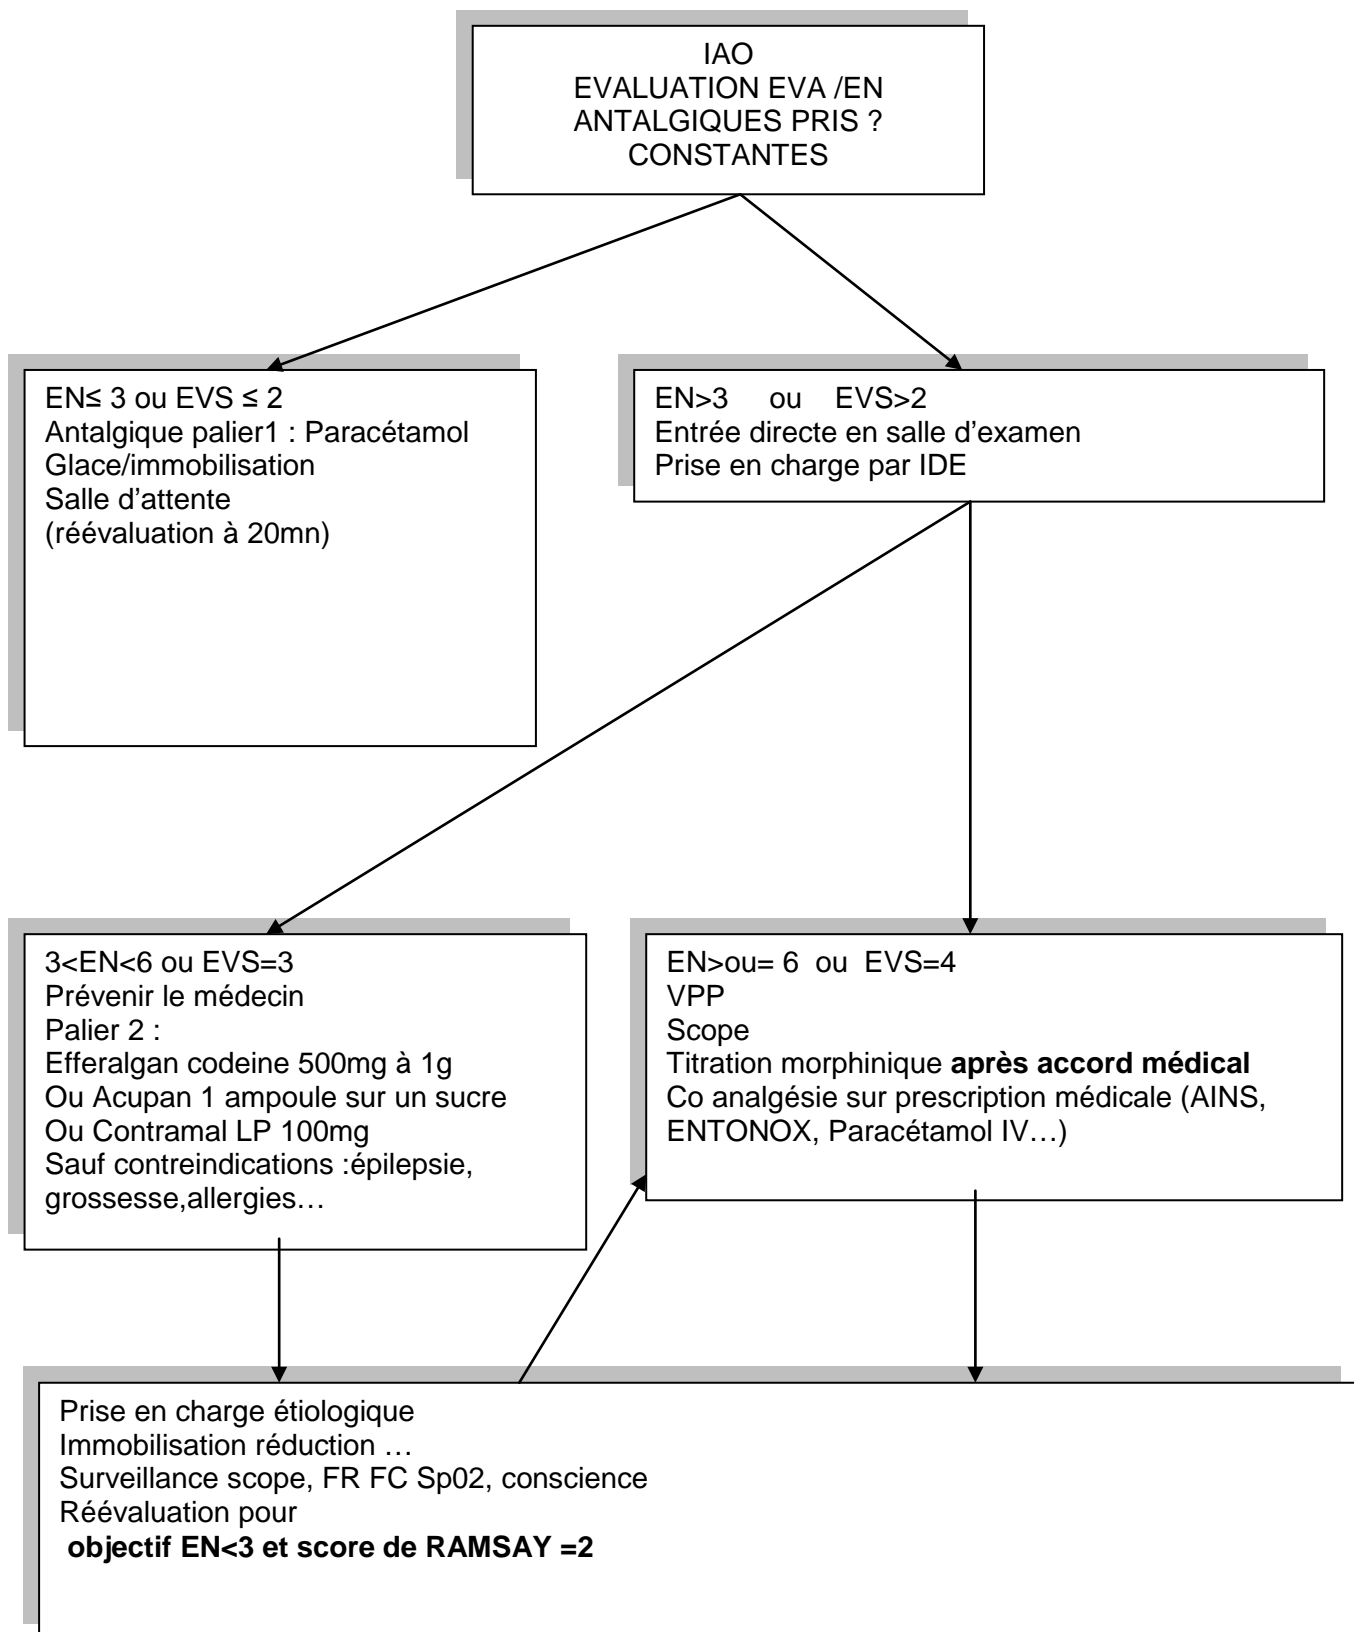 IAO
EVALUATION EVA /EN
ANTALGIQUES PRIS ?
CONSTANTES
EN≤ 3 ou EVS ≤ 2
Antalgique palier1 : Paracétamol
Glace/immobilisation
Salle d’attente
(réévaluation à 20mn)
EN>3 ou EVS>2
Entrée directe en salle d’examen
Prise en charge par IDE
3<EN<6 ou EVS=3
Prévenir le médecin
Palier 2 :
Efferalgan codeine 500mg à 1g
Ou Acupan 1 ampoule sur un sucre
Ou Contramal LP 100mg
Sauf contreindications :épilepsie,
grossesse,allergies…
EN>ou= 6 ou EVS=4
VPP
Scope
Titration morphinique après accord médical
Co analgésie sur prescription médicale (AINS,
ENTONOX, Paracétamol IV…)
Prise en charge étiologique
Immobilisation réduction …
Surveillance scope, FR FC Sp02, conscience
Réévaluation pour
objectif EN<3 et score de RAMSAY =2